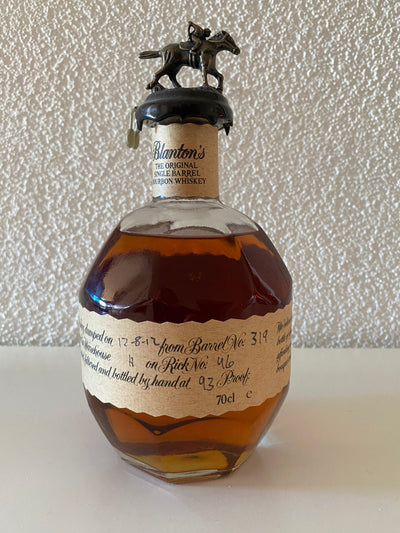 Blanton's
THE ORIGINAL
SINGLE BARREL
BOURBON WHISKEY
dumped on 12-8-12 from Barrel No: 319
Warehouse H on Rick No: 46
and bottled by hand at 93 Proof:
70cl e